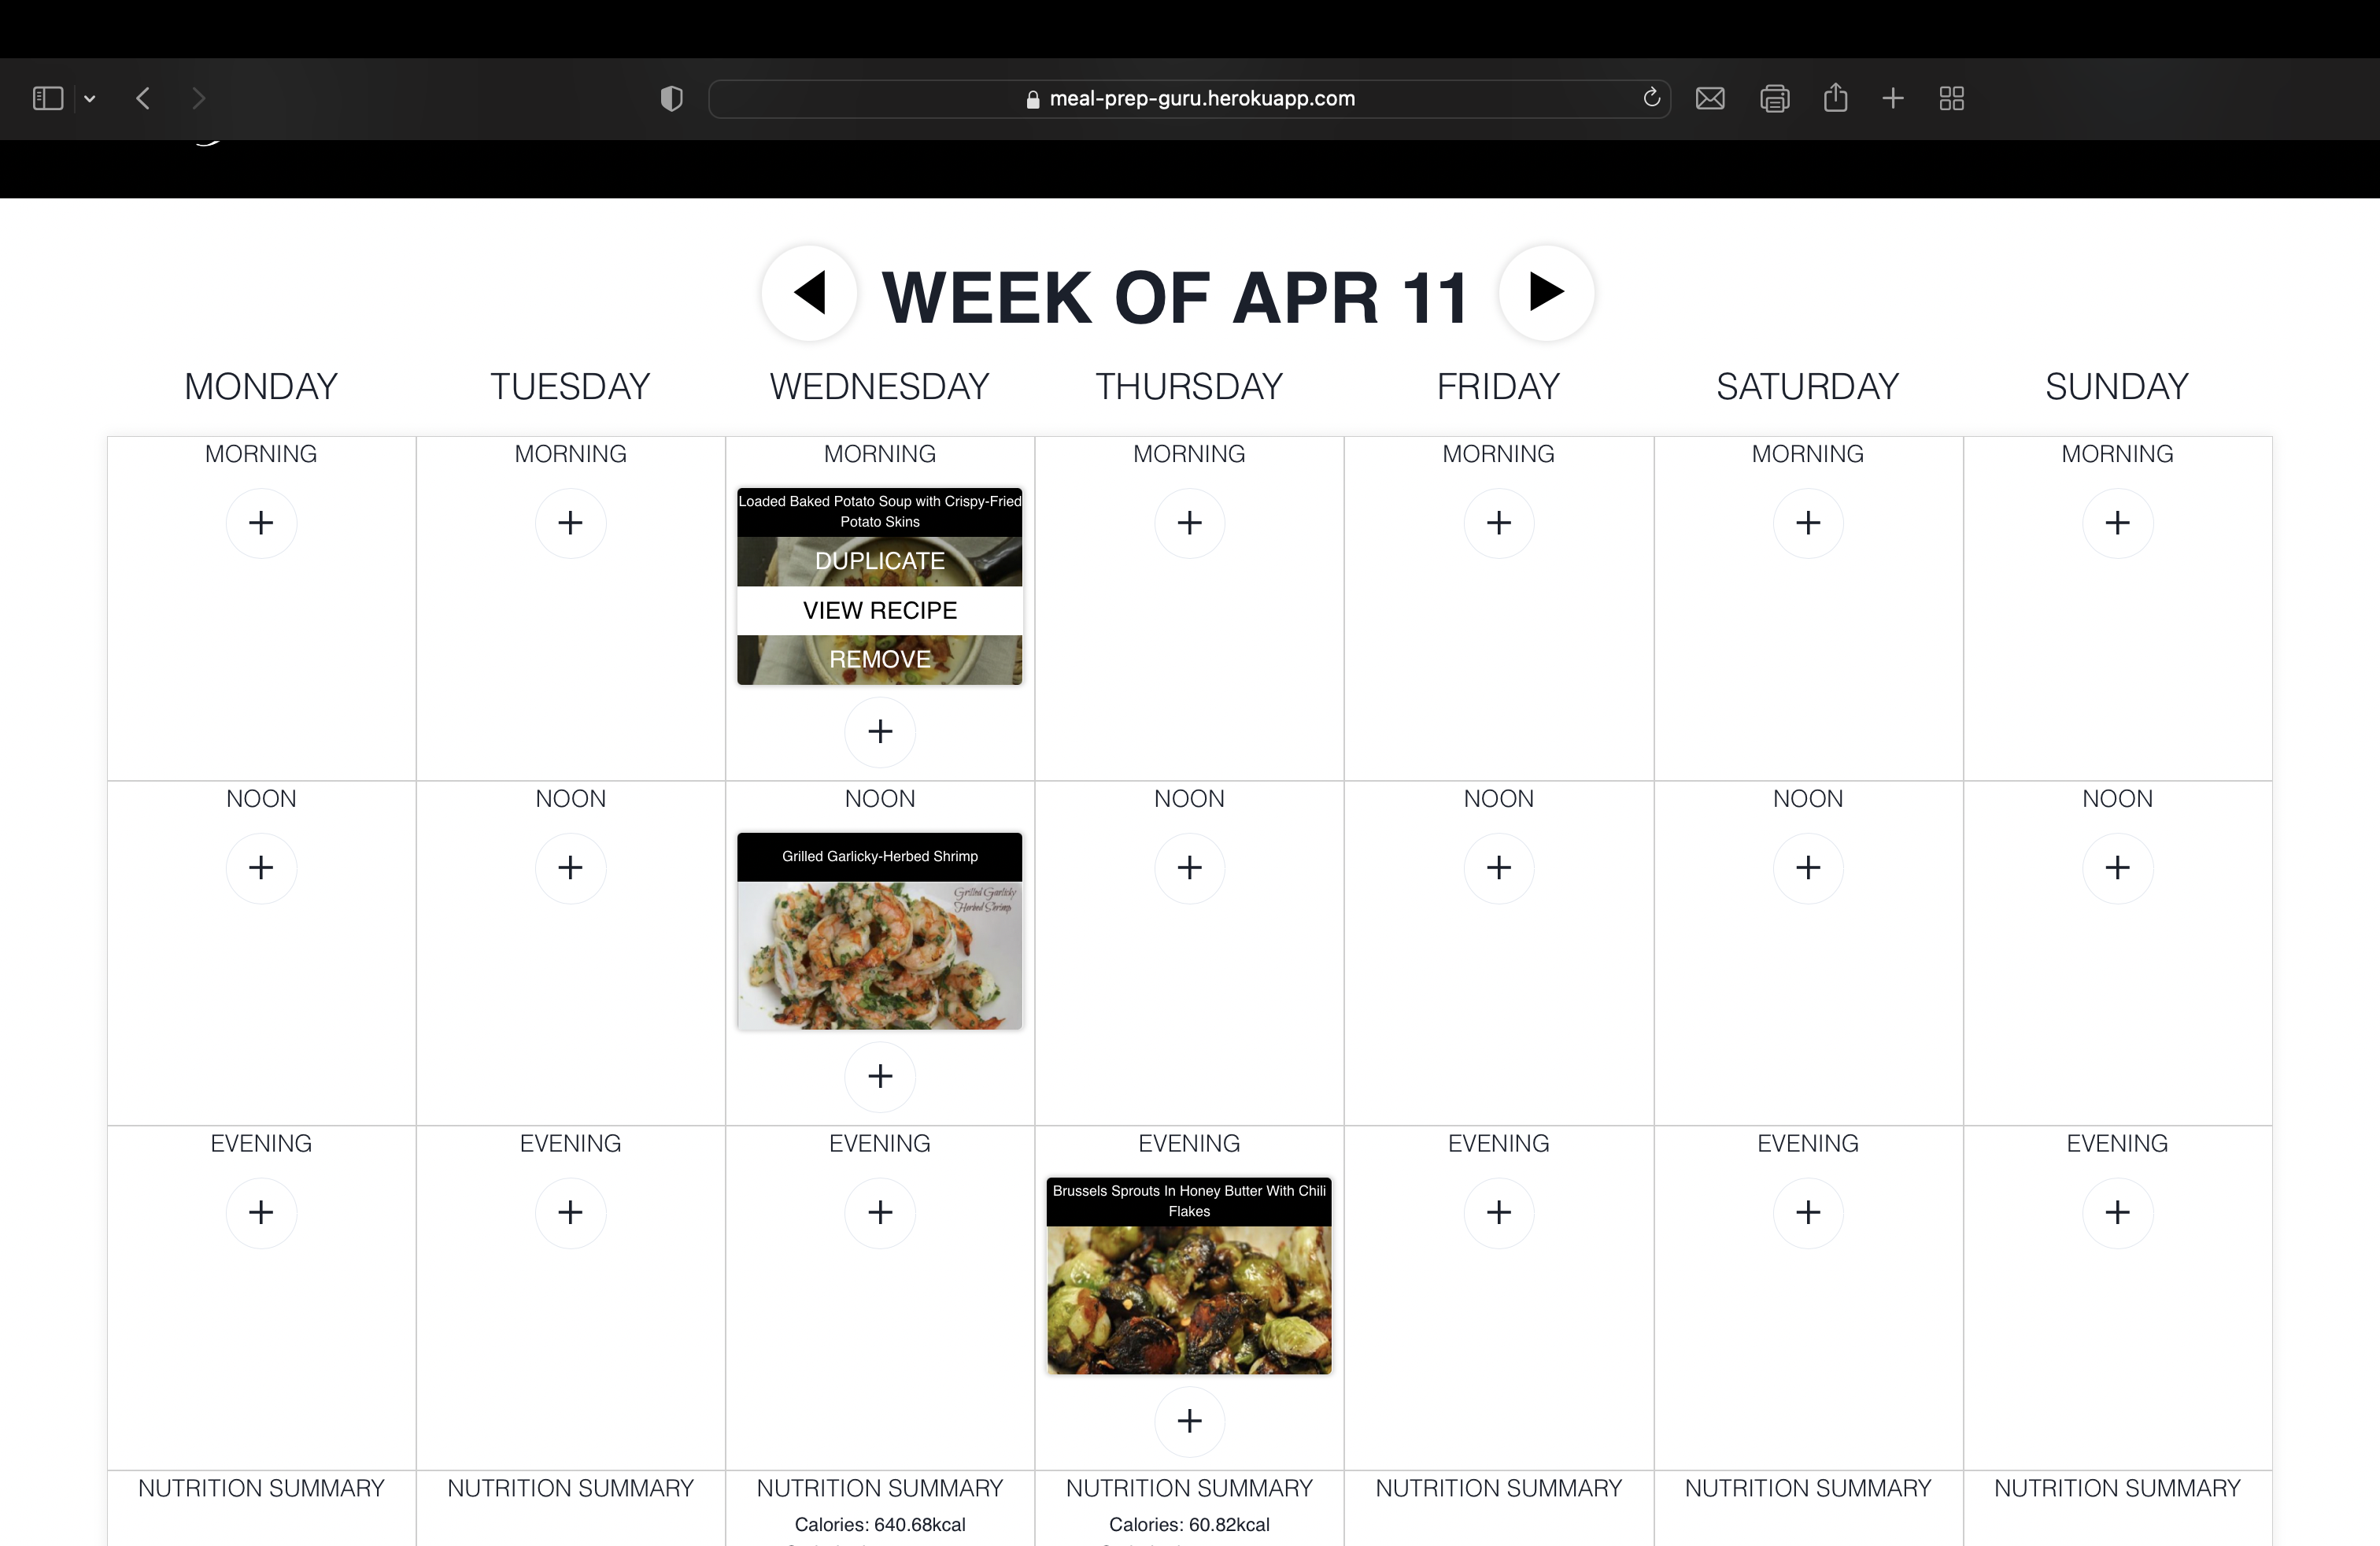 meal-prep-guru.herokuapp.com
WEEK OF APR 11
MONDAY TUESDAY WEDNESDAY THURSDAY FRIDAY SATURDAY SUNDAY
MORNING MORNING MORNING MORNING MORNING MORNING MORNING
Loaded Baked Potato Soup with Crispy-Fried
Potato Skins
DUPLICATE
VIEW RECIPE
REMOVE
NOON NOON NOON NOON NOON NOON NOON
Grilled Garlicky-Herbed Shrimp
Grilled Garlicky
Herbed Shrimp
EVENING EVENING EVENING EVENING EVENING EVENING EVENING
Brussels Sprouts In Honey Butter With Chili
Flakes
NUTRITION SUMMARY NUTRITION SUMMARY NUTRITION SUMMARY NUTRITION SUMMARY NUTRITION SUMMARY NUTRITION SUMMARY NUTRITION SUMMARY
Calories: 640.68kcal Calories: 60.82kcal